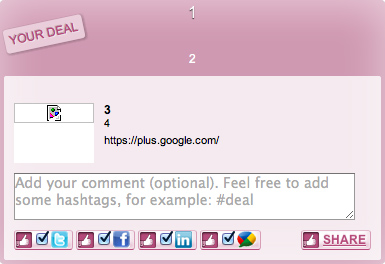 1
YOUR DEAL
2
3
4
https://plus.google.com/
Add your comment (optional). Feel free to add
some hashtags, for example: #deal
SHARE